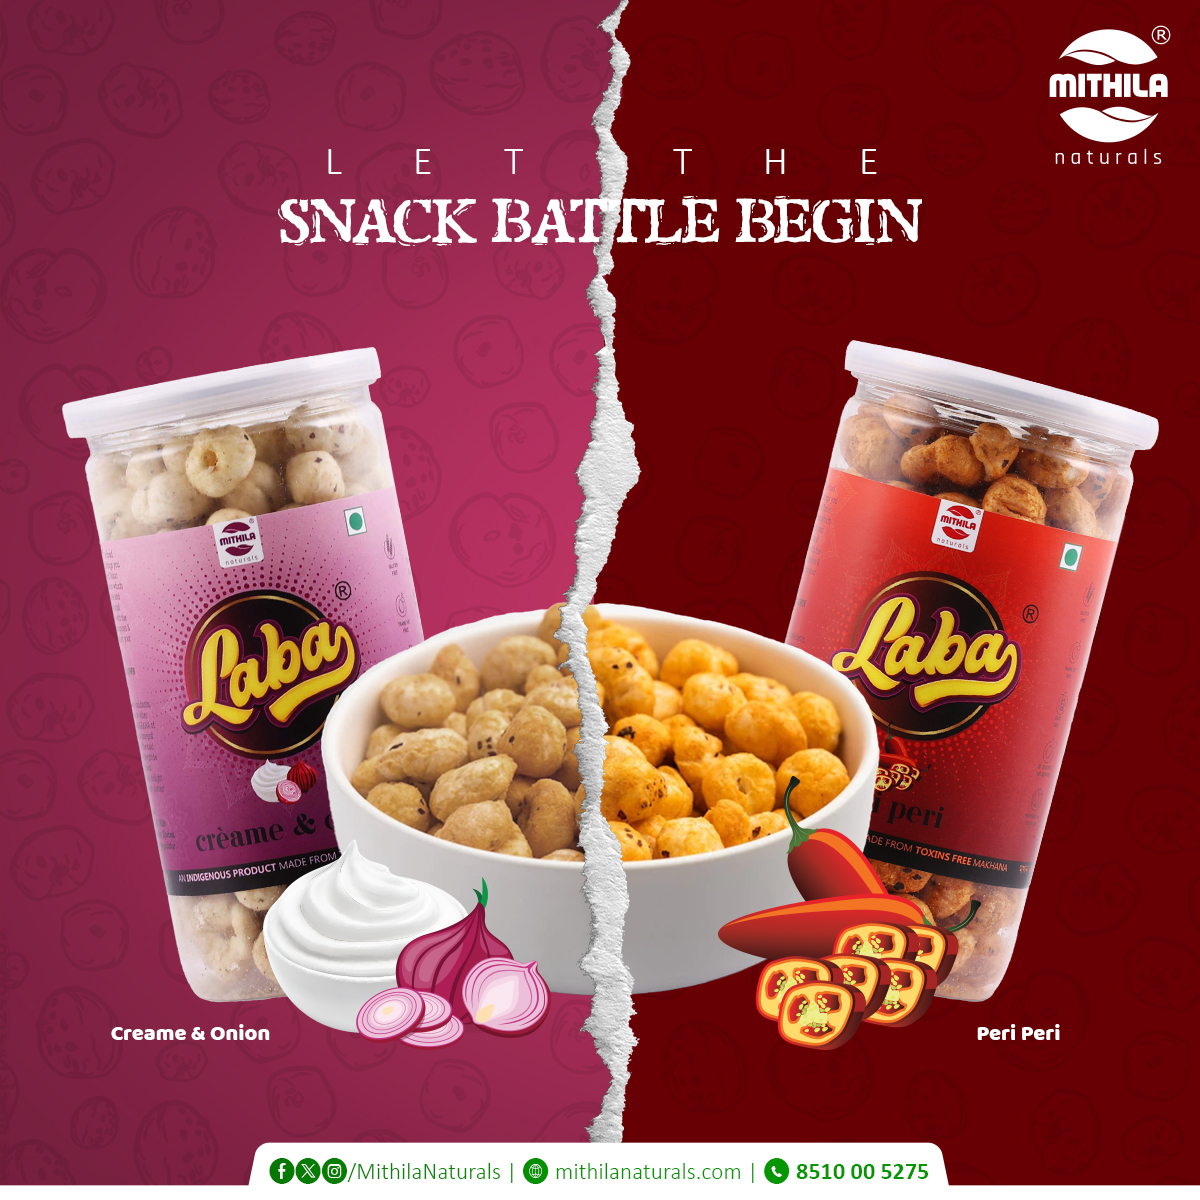 ®
MITHILA
naturals
LET THE
SNACK BATTLE BEGIN
MITHILA
naturals
®
Laba
crèame &
AN INDIGENOUS PRODUCT MADE FROM
MITHILA
naturals
®
Laba
peri
MADE FROM TOXINS FREE MAKHANA
Creame & Onion
Peri Peri
/MithilaNaturals | mithilanaturals.com | 8510 00 5275